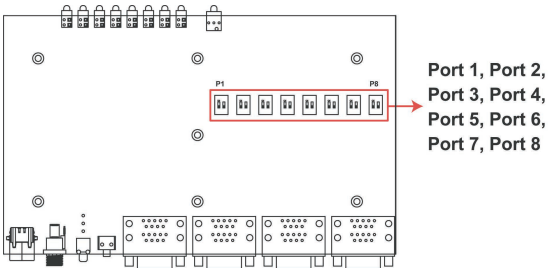 P1 P8
Port 1, Port 2,
Port 3, Port 4,
Port 5, Port 6,
Port 7, Port 8